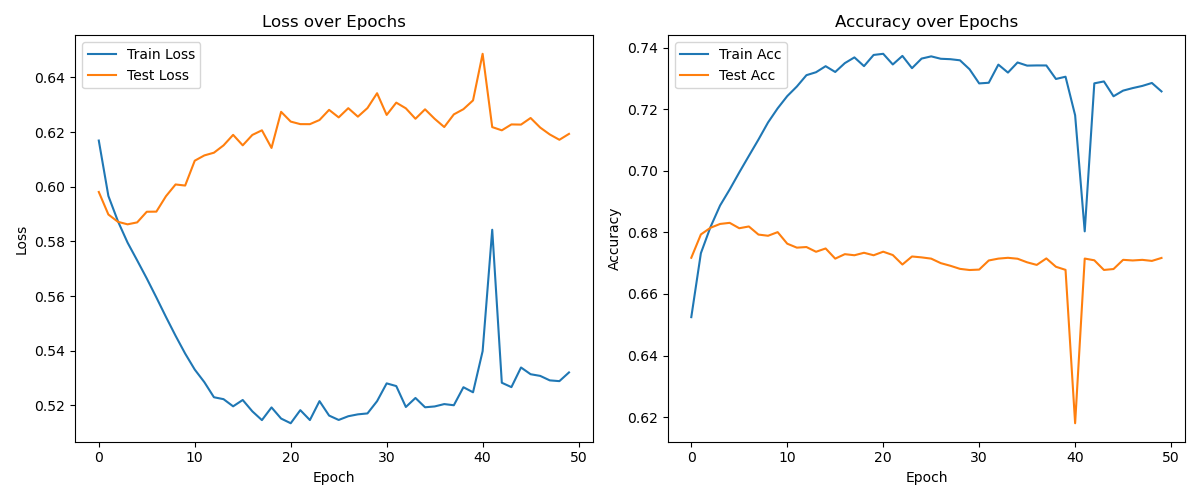 Loss over Epochs
Train Loss
Test Loss
0.64
0.62
0.60
0.58
0.56
0.54
0.52
Loss
0 10 20 30 40 50
Epoch
Accuracy over Epochs
Train Acc
Test Acc
0.74
0.72
0.70
0.68
0.66
0.64
0.62
Accuracy
0 10 20 30 40 50
Epoch